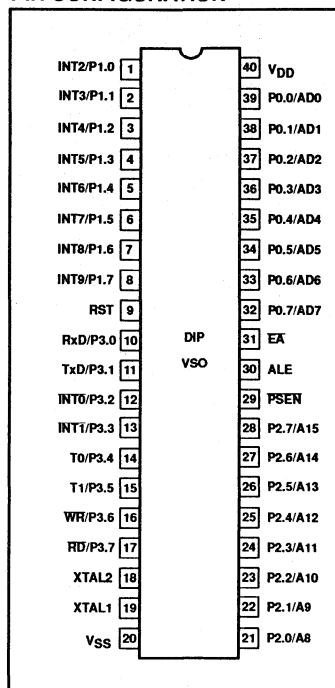 INT2/P1.0 1 40 VDD
INT3/P1.1 2 39 P0.0/AD0
INT4/P1.2 3 38 P0.1/AD1
INT5/P1.3 4 37 P0.2/AD2
INT6/P1.4 5 36 P0.3/AD3
INT7/P1.5 6 35 P0.4/AD4
INT8/P1.6 7 34 P0.5/AD5
INT9/P1.7 8 33 P0.6/AD6
RST 9 32 P0.7/AD7
RxD/P3.0 10 DIP 31 EA
TxD/P3.1 11 VSO 30 ALE
INT0/P3.2 12 29 PSEN
INT1/P3.3 13 28 P2.7/A15
T0/P3.4 14 27 P2.6/A14
T1/P3.5 15 26 P2.5/A13
WR/P3.6 16 25 P2.4/A12
RD/P3.7 17 24 P2.3/A11
XTAL2 18 23 P2.2/A10
XTAL1 19 22 P2.1/A9
VSS 20 21 P2.0/A8